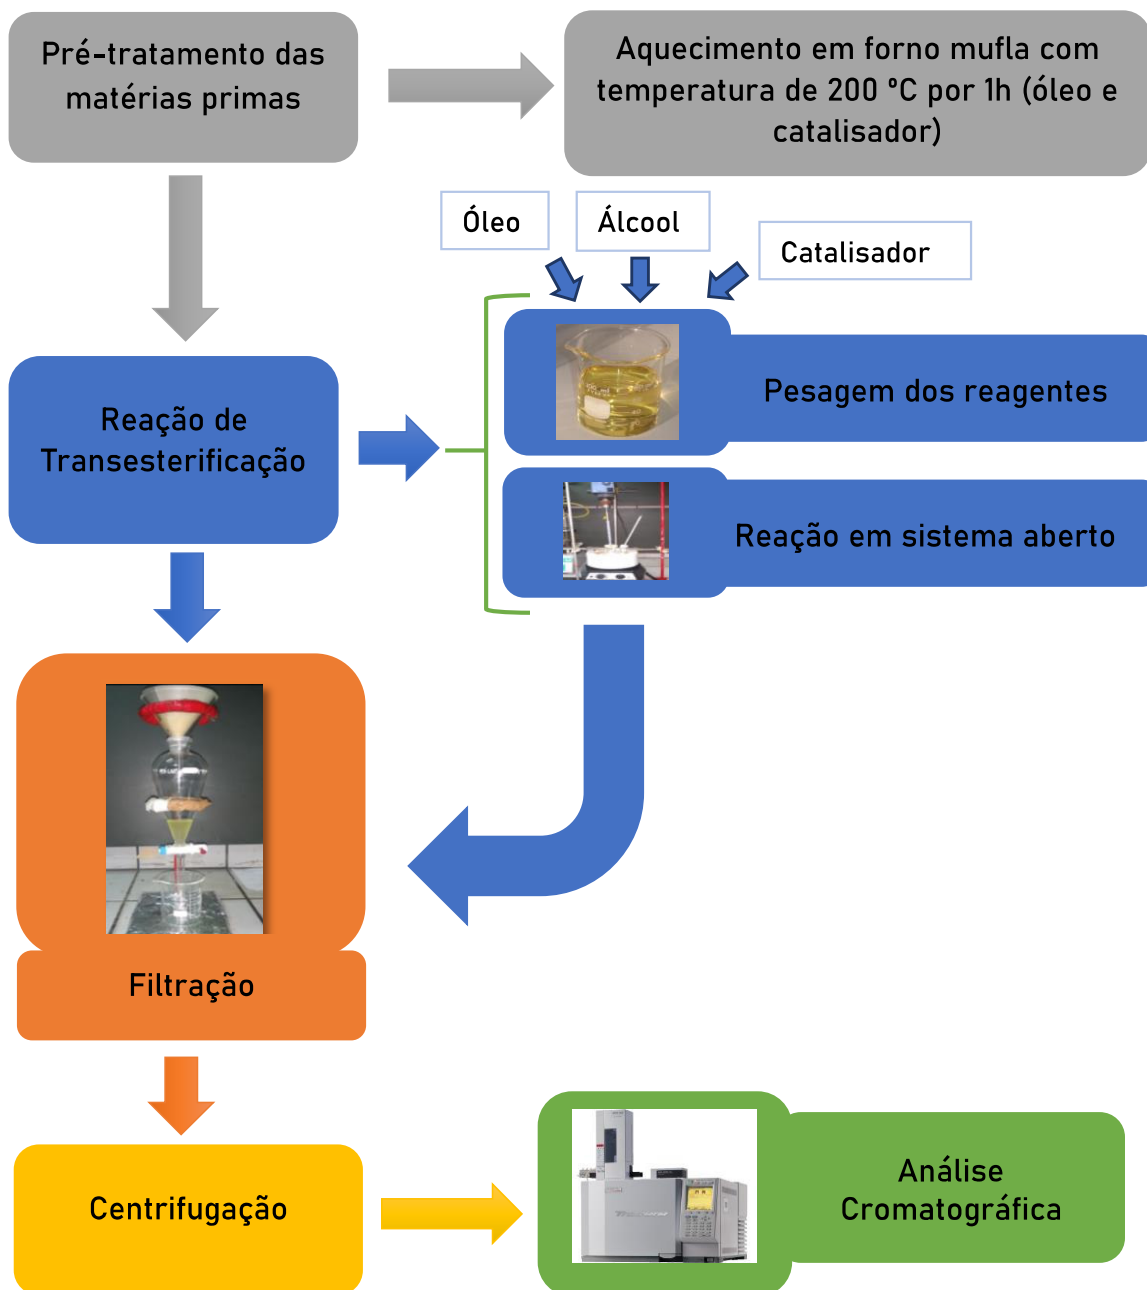 Pré-tratamento das
matérias primas
Aquecimento em forno mufla com
temperatura de 200 ºC por 1h (óleo e
catalisador)
Óleo
Álcool
Catalisador
Pesagem dos reagentes
Reação de
Transesterificação
Reação em sistema aberto
Filtração
Centrifugação
Análise
Cromatográfica